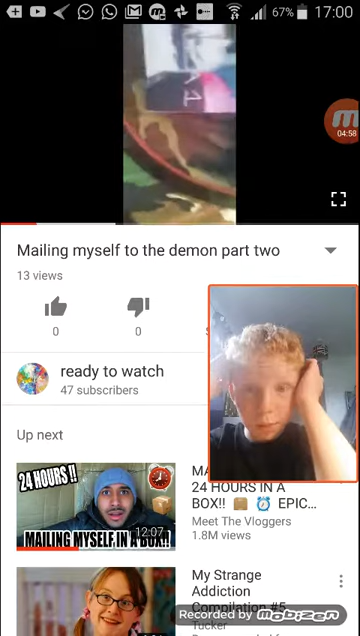 67% 17:00
04:58
Mailing myself to the demon part two
13 views
0 0
ready to watch
47 subscribers
Up next
24 HOURS!!
12:07
MAILING MYSELF IN A BOX!!
24 HOURS IN A
BOX!! 📦 ⏰ EPIC...
Meet The Vloggers
1.8M views
My Strange
Addiction
Compilation #5
Tucker
Recorded by mobizen